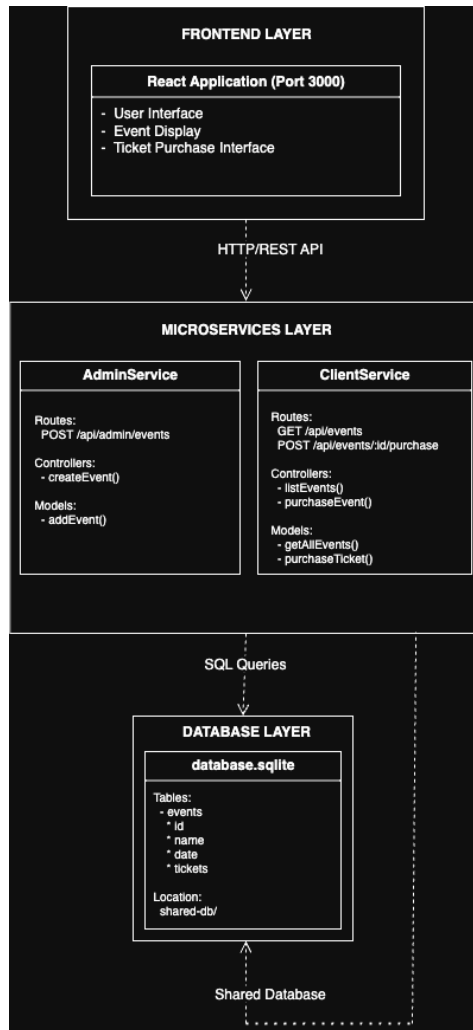 FRONTEND LAYER
React Application (Port 3000)
- User Interface
- Event Display
- Ticket Purchase Interface
HTTP/REST API
MICROSERVICES LAYER
AdminService
Routes:
POST /api/admin/events
Controllers:
- createEvent()
Models:
- addEvent()
ClientService
Routes:
GET /api/events
POST /api/events/:id/purchase
Controllers:
- listEvents()
- purchaseEvent()
Models:
- getAllEvents()
- purchaseTicket()
SQL Queries
DATABASE LAYER
database.sqlite
Tables:
- events
* id
* name
* date
* tickets
Location:
shared-db/
Shared Database